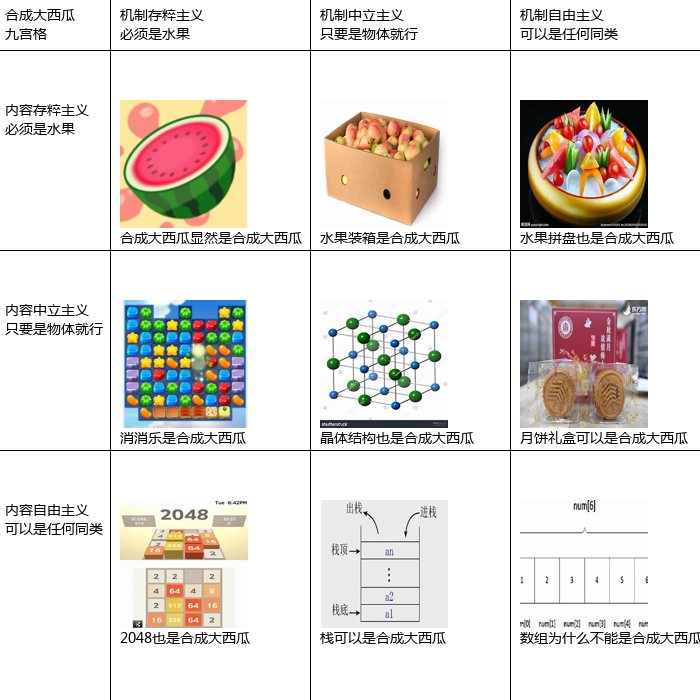 合成大西瓜
九宫格
机制存粹主义
必须是水果
机制中立主义
只要是物体就行
机制自由主义
可以是任何同类
内容存粹主义
必须是水果
合成大西瓜显然是合成大西瓜
水果装箱是合成大西瓜
水果拼盘也是合成大西瓜
内容中立主义
只要是物体就行
消消乐是合成大西瓜
shutterstock
晶体结构也是合成大西瓜
东方网
月饼礼盒可以是合成大西瓜
内容自由主义
可以是任何同类
Tue 6:42PM
2048
4 512 64
16 256 64 2
2 2 2
4 64 4 8
2 512 64 16
16 256 64 2
2048也是合成大西瓜
出栈 进栈
栈顶 an
⋮
a2
栈底 a1
栈可以是合成大西瓜
num[6]
1 2 3 4 5 6
m[0] num[1] num[2] num[3] num[4] num
数组为什么不能是合成大西瓜